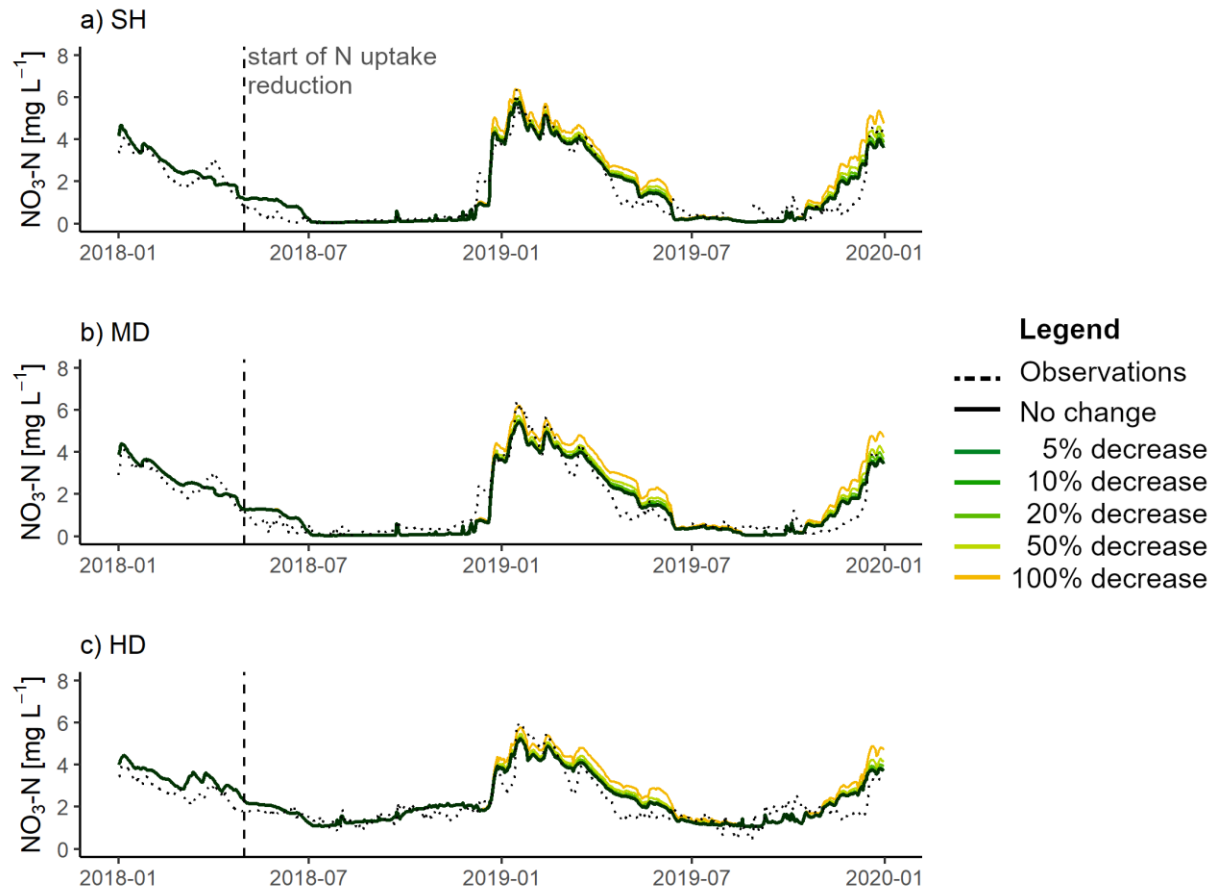 a) SH
start of N uptake
reduction
NO₃-N [mg L⁻¹]
8
6
4
2
0
2018-01 2018-07 2019-01 2019-07 2020-01
b) MD
NO₃-N [mg L⁻¹]
8
6
4
2
0
2018-01 2018-07 2019-01 2019-07 2020-01
c) HD
NO₃-N [mg L⁻¹]
8
6
4
2
0
2018-01 2018-07 2019-01 2019-07 2020-01
Legend
Observations
No change
5% decrease
10% decrease
20% decrease
50% decrease
100% decrease